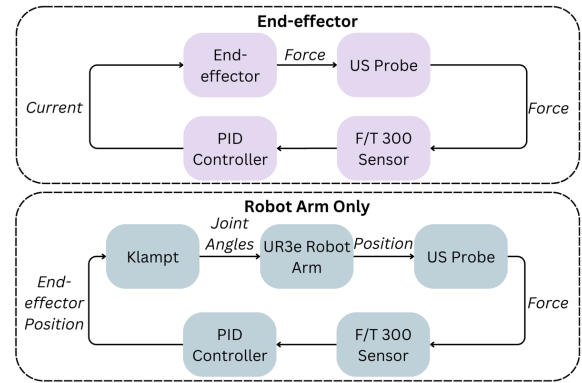 End-effector
End-
effector
Force
US Probe
Current
Force
PID
Controller
F/T 300
Sensor
Robot Arm Only
Klampt
Joint
Angles
UR3e Robot
Arm
Position
US Probe
End-
effector
Position
Force
PID
Controller
F/T 300
Sensor